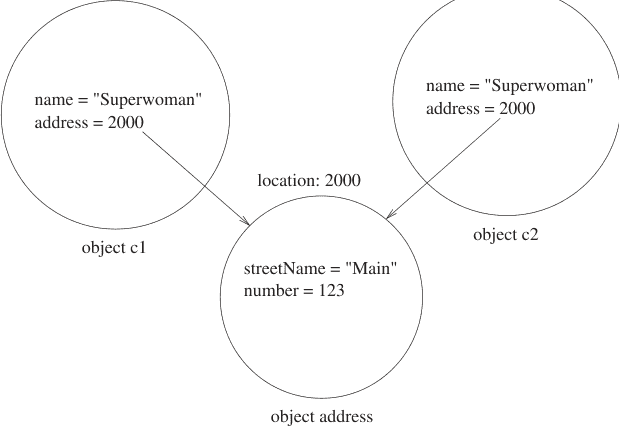 name = "Superwoman"
address = 2000
object c1
name = "Superwoman"
address = 2000
object c2
location: 2000
streetName = "Main"
number = 123
object address